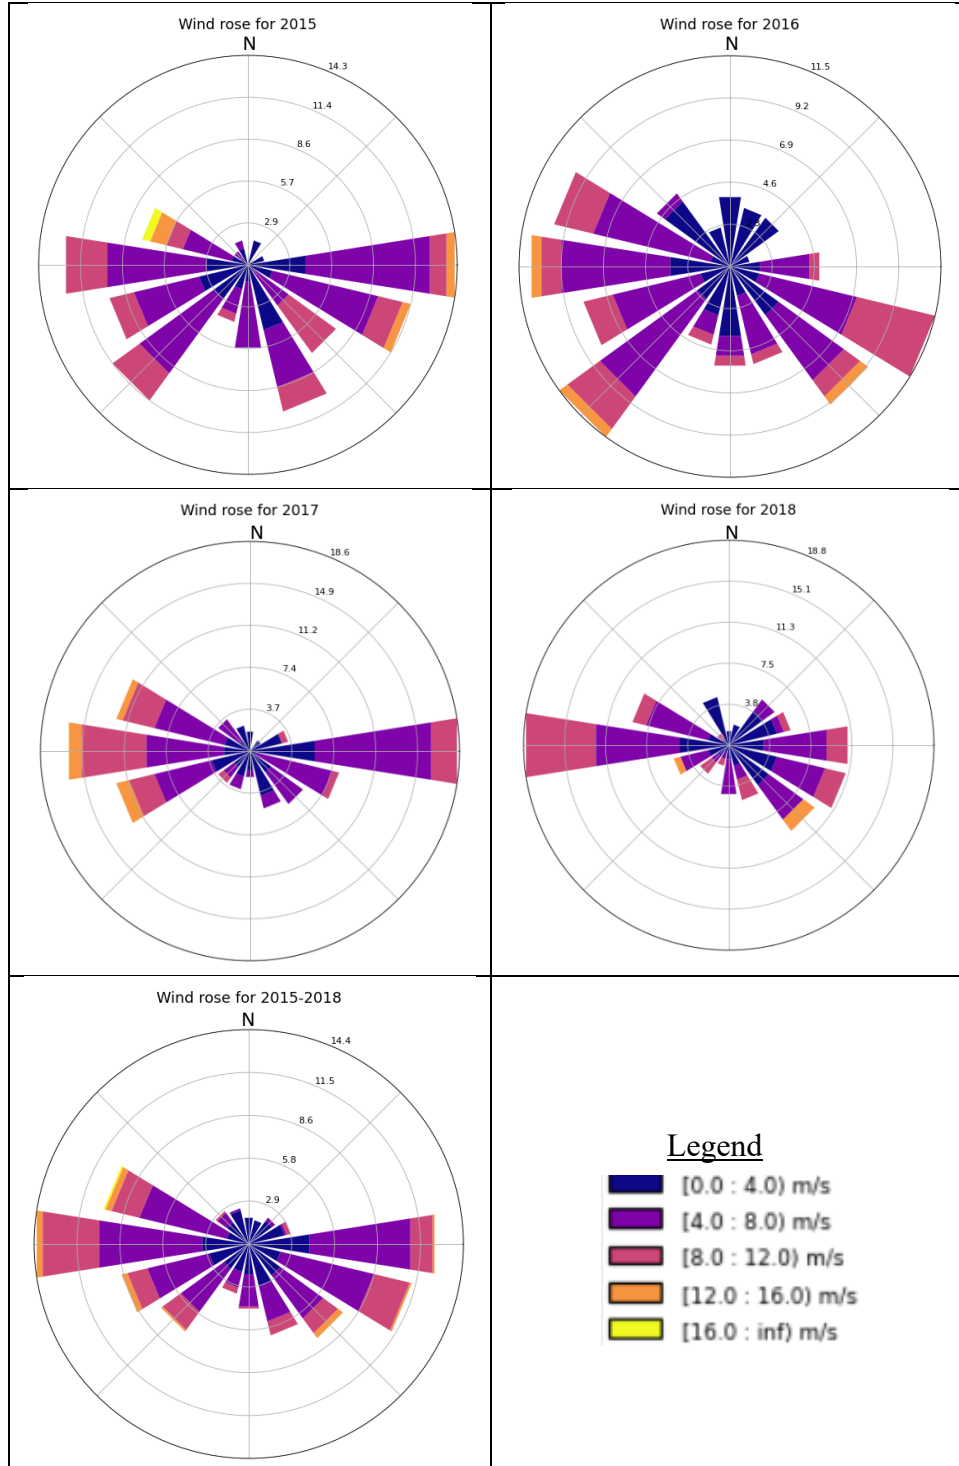 Wind rose for 2015
N
14.3
11.4
8.6
5.7
2.9
Wind rose for 2016
N
11.5
9.2
6.9
4.6
Wind rose for 2017
N
18.6
14.9
11.2
7.4
3.7
Wind rose for 2018
N
18.8
15.1
11.3
7.5
3.8
Wind rose for 2015-2018
N
14.4
11.5
8.6
5.8
2.9
Legend
[0.0 : 4.0) m/s
[4.0 : 8.0) m/s
[8.0 : 12.0) m/s
[12.0 : 16.0) m/s
[16.0 : inf) m/s